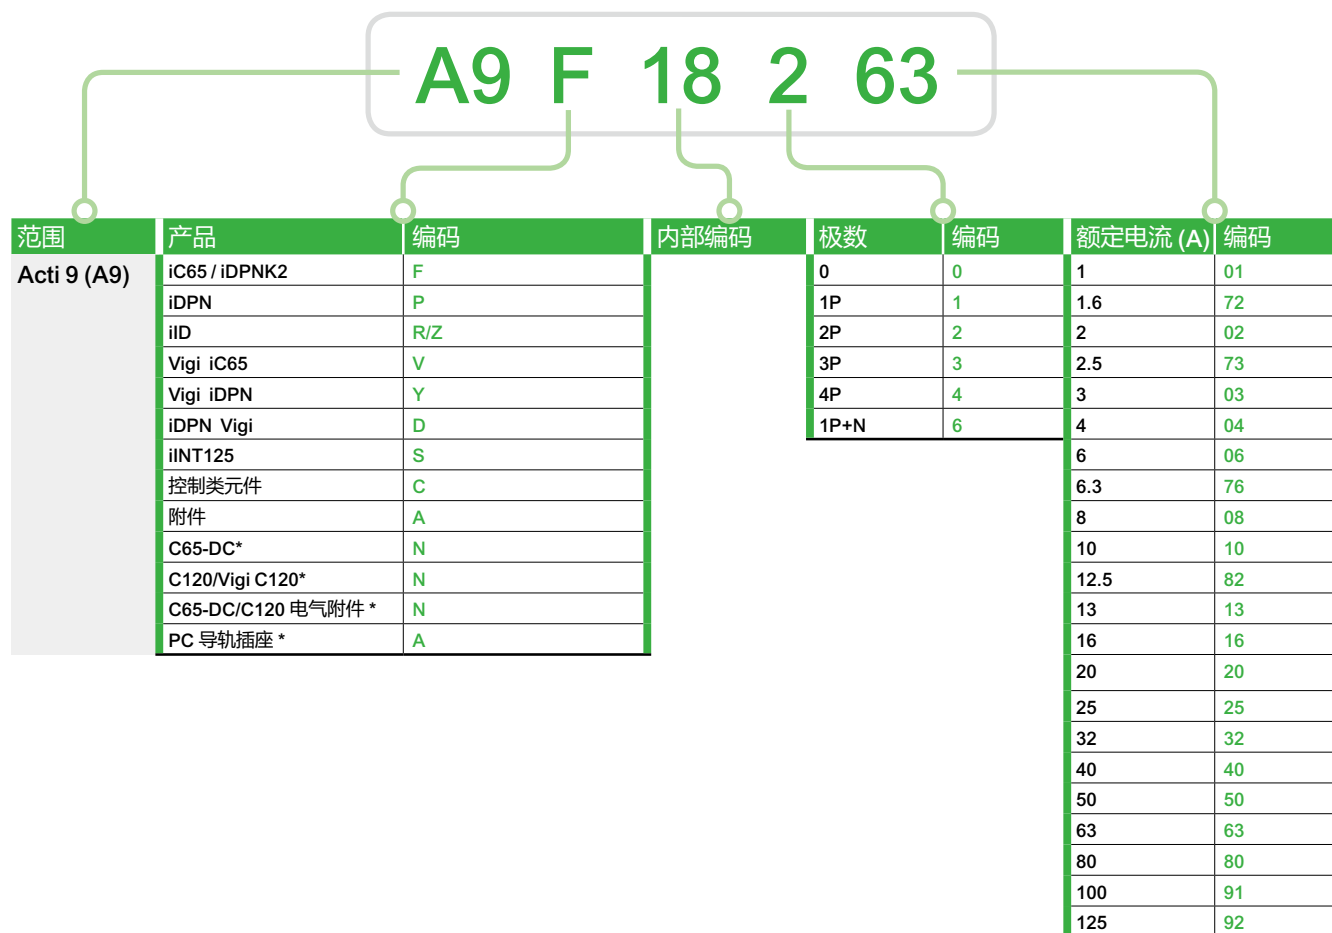 A9 F 18 2 63
范围 产品 编码 内部编码 极数 编码 额定电流 (A) 编码
Acti 9 (A9) iC65 / iDPNK2 F 0 0 1 01
iDPN P 1P 1 1.6 72
iID R/Z 2P 2 2 02
Vigi iC65 V 3P 3 2.5 73
Vigi iDPN Y 4P 4 3 03
iDPN Vigi D 1P+N 6 4 04
iINT125 S 6 06
控制类元件 C 6.3 76
附件 A 8 08
C65-DC* N 10 10
C120/Vigi C120* N 12.5 82
C65-DC/C120 电气附件 * N 13 13
PC 导轨插座 * A 16 16
20 20
25 25
32 32
40 40
50 50
63 63
80 80
100 91
125 92